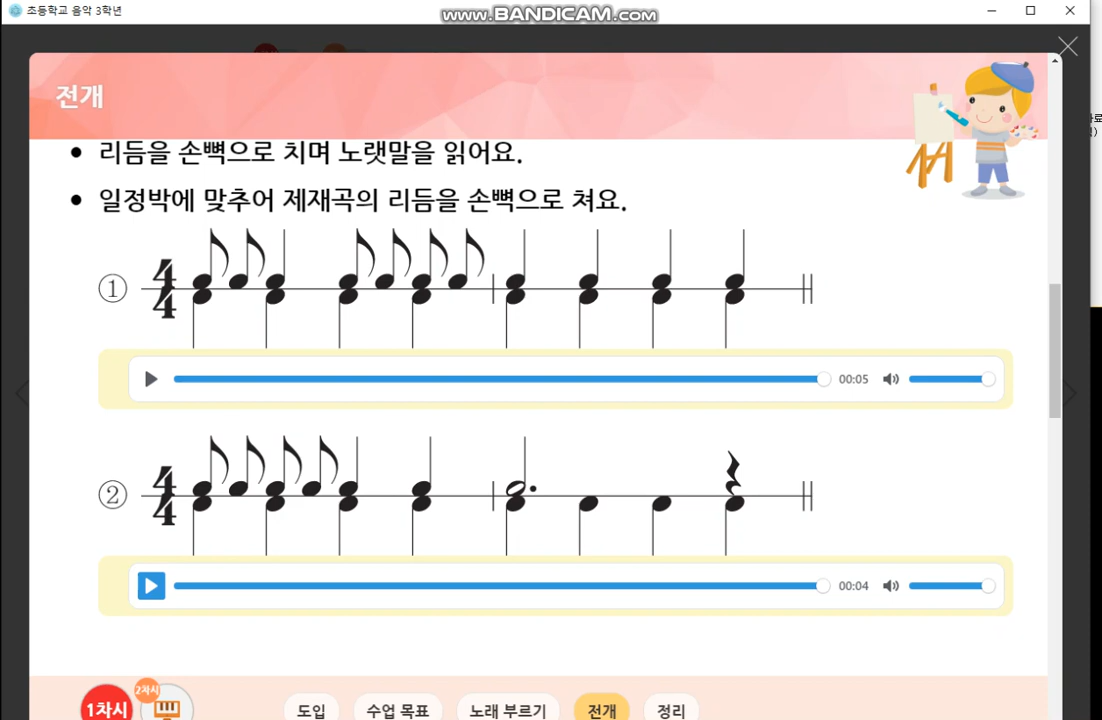 초등학교 음악 3학년
www.BANDICAM.com
전개
• 리듬을 손뼉으로 치며 노랫말을 읽어요.
• 일정박에 맞추어 제재곡의 리듬을 손뼉으로 쳐요.
① 4/4
00:05
② 4/4
00:04
1차시
2차시
도입
수업 목표
노래 부르기
전개
정리